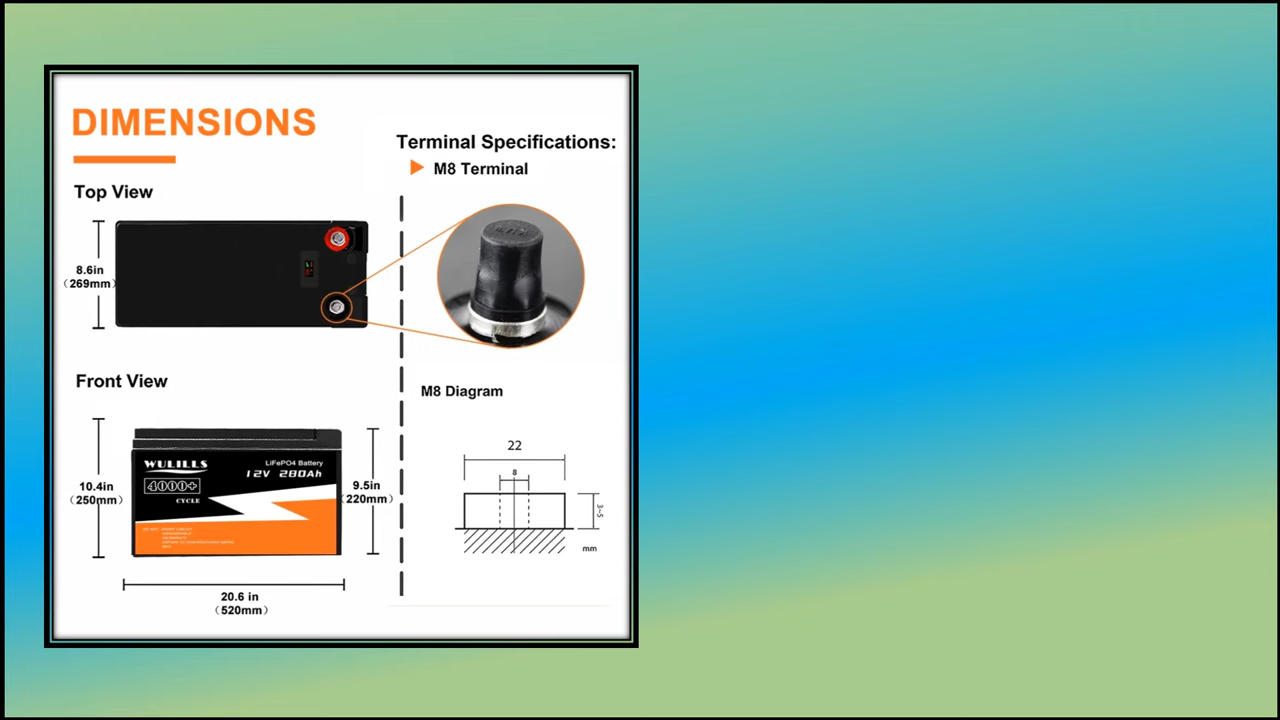 DIMENSIONS
Top View
8.6in
(269mm)
Terminal Specifications:
M8 Terminal
Front View
10.4in
(250mm)
WULILLS
LiFePO4 Battery
12V 280Ah
4000+
CYCLE
9.5in
(220mm)
20.6 in
(520mm)
M8 Diagram
22
8
3~5
mm